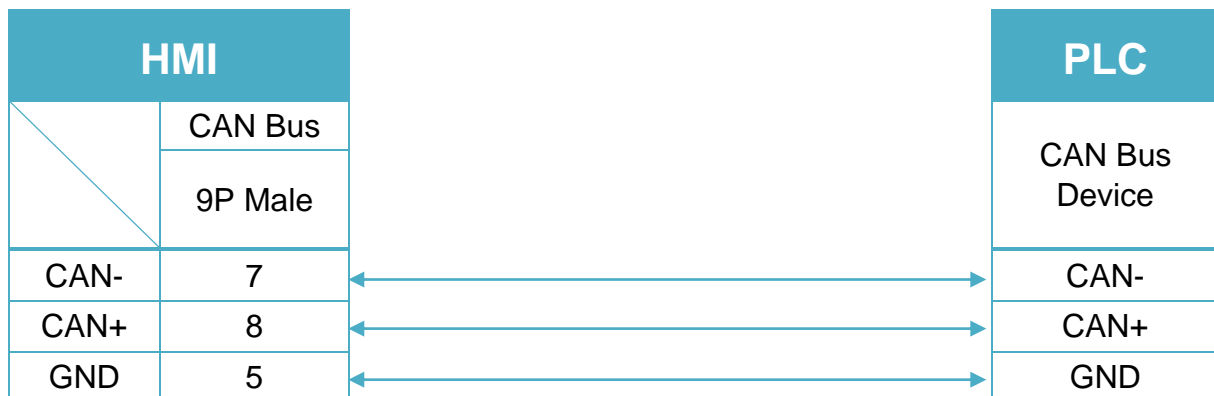 HMI PLC
CAN Bus
9P Male
CAN Bus
Device
CAN- 7 CAN-
CAN+ 8 CAN+
GND 5 GND